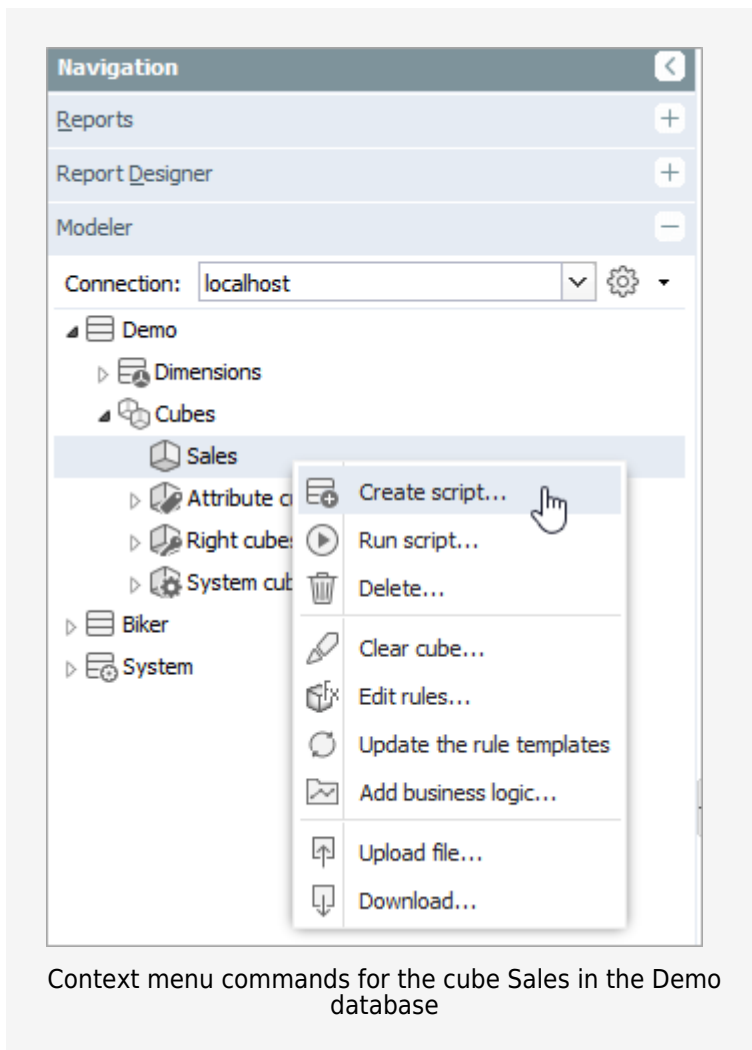 Navigation
Reports
Report Designer
Modeler
Connection: localhost
Demo
Dimensions
Cubes
Sales
Attribute c
Right cube
System cub
Biker
System
Create script...
Run script...
Delete...
Clear cube...
Edit rules...
Update the rule templates
Add business logic...
Upload file...
Download...
Context menu commands for the cube Sales in the Demo
database